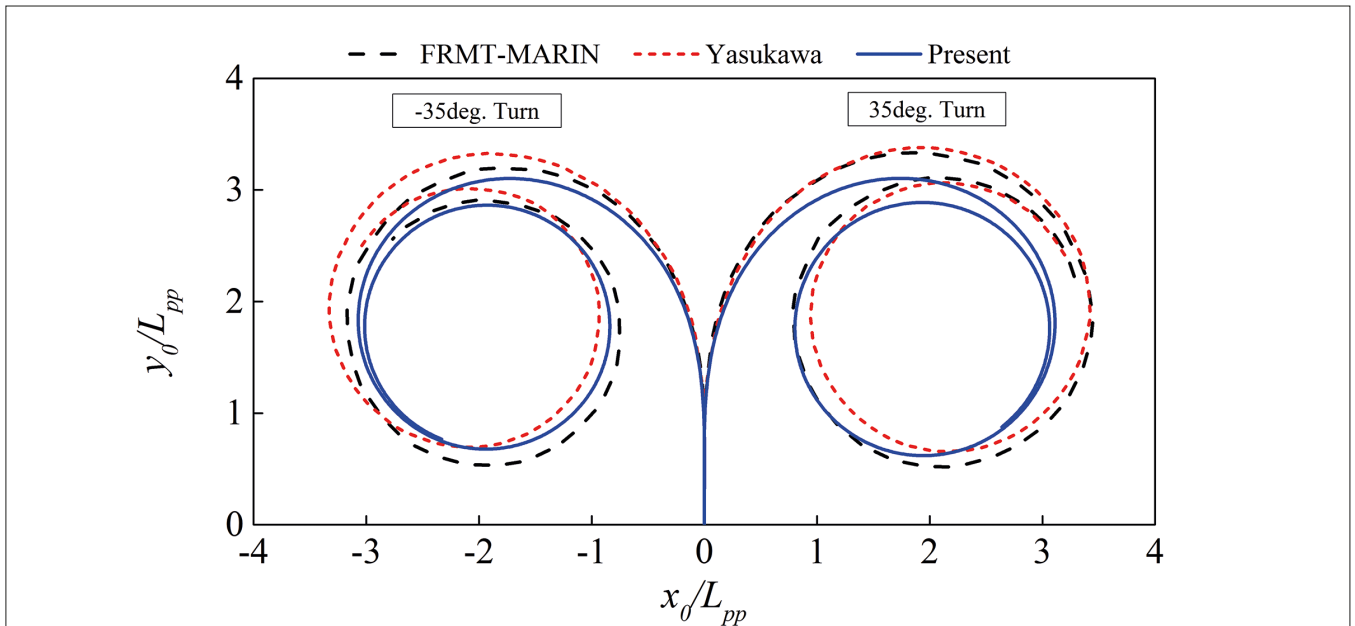 FRMT-MARIN Yasukawa Present
-35deg. Turn 35deg. Turn
4
3
2
1
0
y0/Lpp
-4 -3 -2 -1 0 1 2 3 4
x0/Lpp